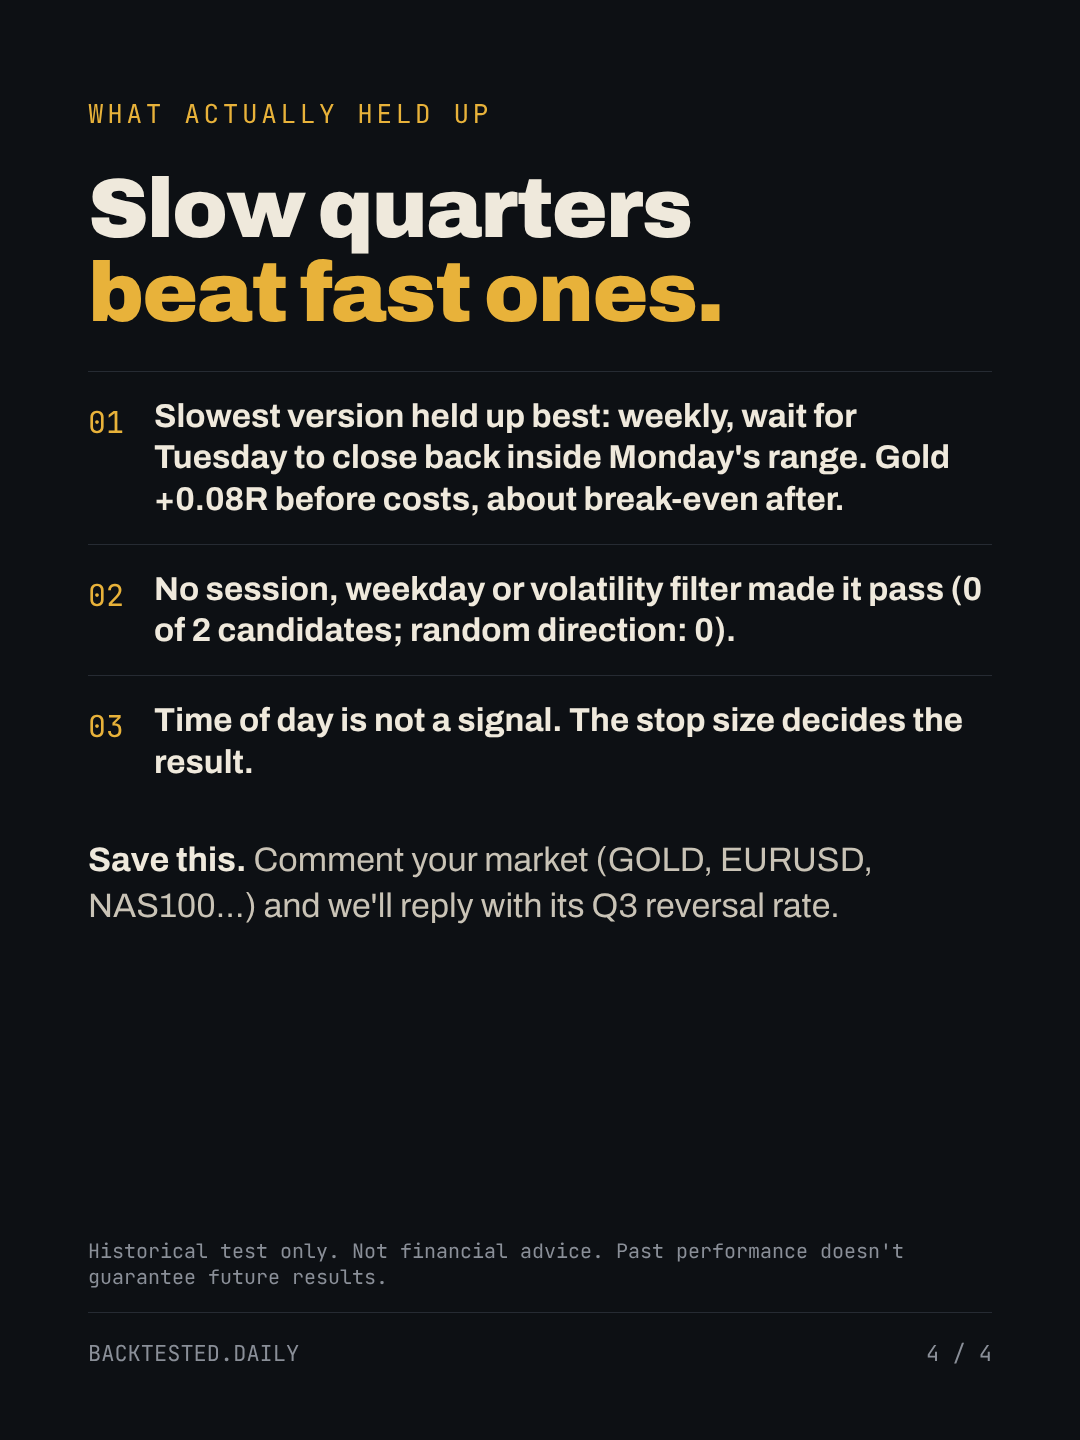 WHAT ACTUALLY HELD UP
Slow quarters
beat fast ones.
01
Slowest version held up best: weekly, wait for
Tuesday to close back inside Monday's range. Gold
+0.08R before costs, about break-even after.
02
No session, weekday or volatility filter made it pass (0
of 2 candidates; random direction: 0).
03
Time of day is not a signal. The stop size decides the
result.
Save this. Comment your market (GOLD, EURUSD,
NAS100...) and we'll reply with its Q3 reversal rate.
Historical test only. Not financial advice. Past performance doesn't
guarantee future results.
BACKTESTED.DAILY
4 / 4